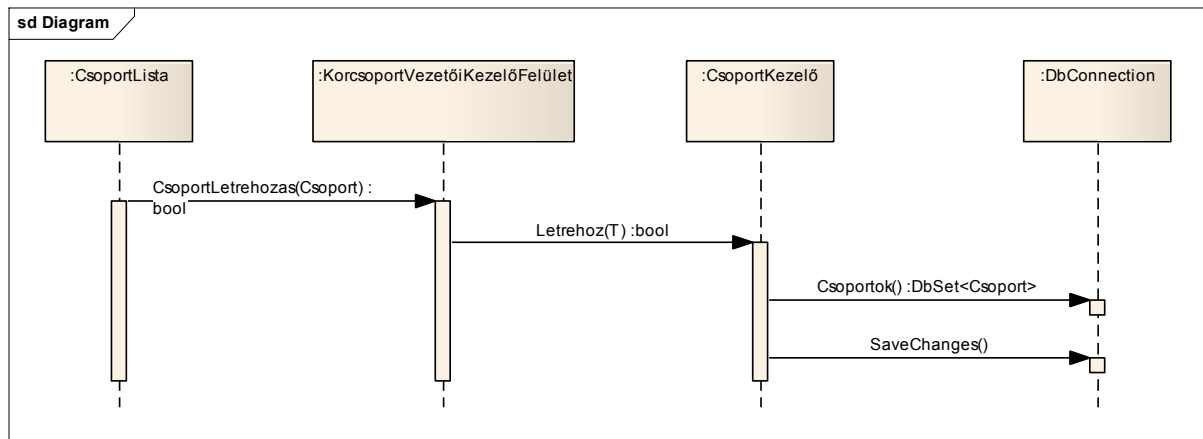 sd Diagram
:CsoportLista
:KorcsoportVezetőiKezelőFelület
:CsoportKezelő
:DbConnection
CsoportLetrehozas(Csoport) :
bool
Letrehoz(T) :bool
Csoportok() :DbSet<Csoport>
SaveChanges()